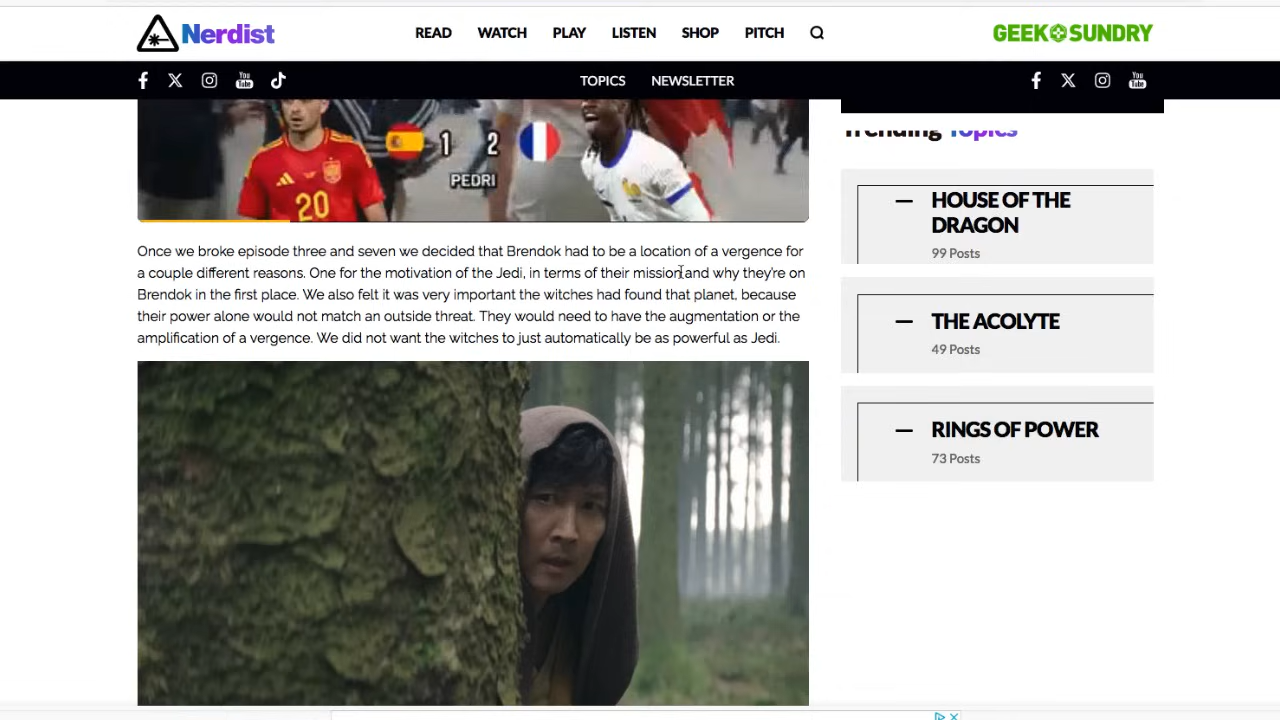 Nerdist
READ WATCH PLAY LISTEN SHOP PITCH
GEEK SUNDRY
You Tube
TOPICS NEWSLETTER
You Tube
1 2
PEDRI
20
Once we broke episode three and seven we decided that Brendok had to be a location of a vergence for
a couple different reasons. One for the motivation of the Jedi, in terms of their mission and why they're on
Brendok in the first place. We also felt it was very important the witches had found that planet, because
their power alone would not match an outside threat. They would need to have the augmentation or the
amplification of a vergence. We did not want the witches to just automatically be as powerful as Jedi.
Trending Topics
HOUSE OF THE
DRAGON
99 Posts
THE ACOLYTE
49 Posts
RINGS OF POWER
73 Posts